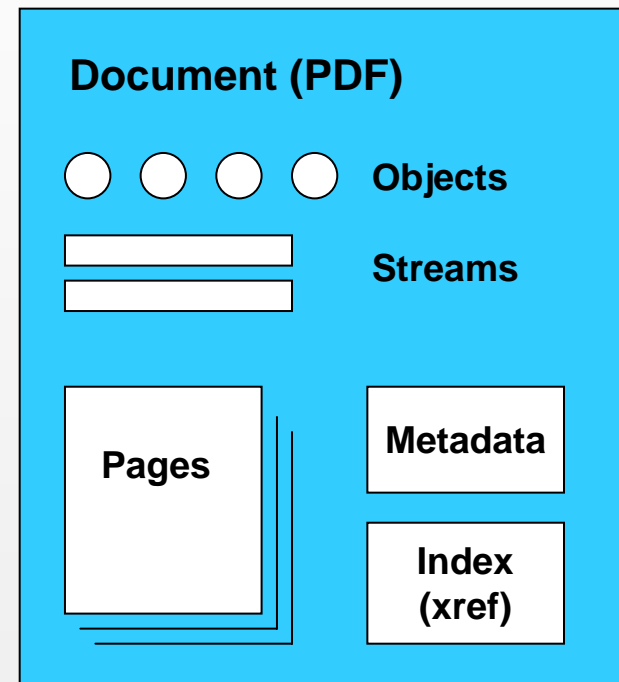 Document (PDF)
Objects
Streams
Pages
Metadata
Index
(xref)